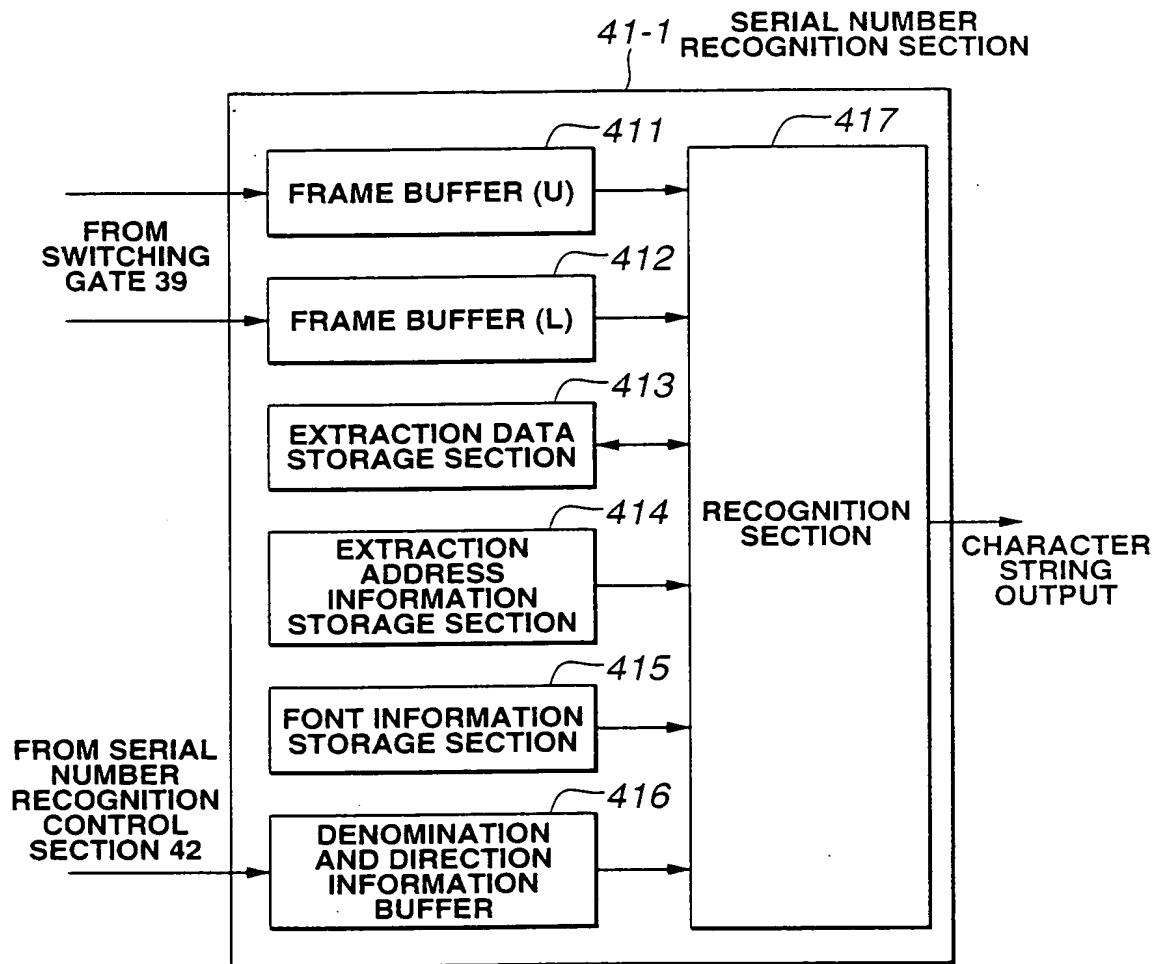 41-1
SERIAL NUMBER
RECOGNITION SECTION
411
FRAME BUFFER (U)
417
FROM
SWITCHING
GATE 39
412
FRAME BUFFER (L)
413
EXTRACTION DATA
STORAGE SECTION
414
EXTRACTION
ADDRESS
INFORMATION
STORAGE SECTION
RECOGNITION
SECTION
CHARACTER
STRING
OUTPUT
415
FONT INFORMATION
STORAGE SECTION
FROM SERIAL
NUMBER
RECOGNITION
CONTROL
SECTION 42
416
DENOMINATION
AND DIRECTION
INFORMATION
BUFFER